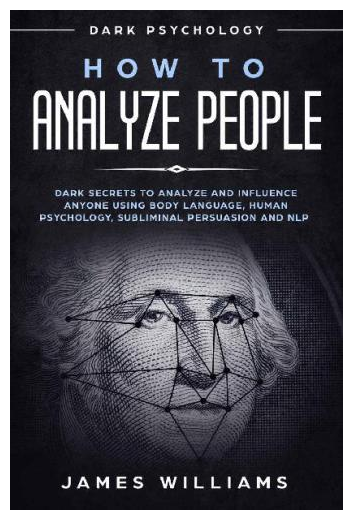 DARK PSYCHOLOGY
HOW TO
ANALYZE PEOPLE
DARK SECRETS TO ANALYZE AND INFLUENCE
ANYONE USING BODY LANGUAGE, HUMAN
PSYCHOLOGY, SUBLIMINAL PERSUASION AND NLP
JAMES WILLIAMS